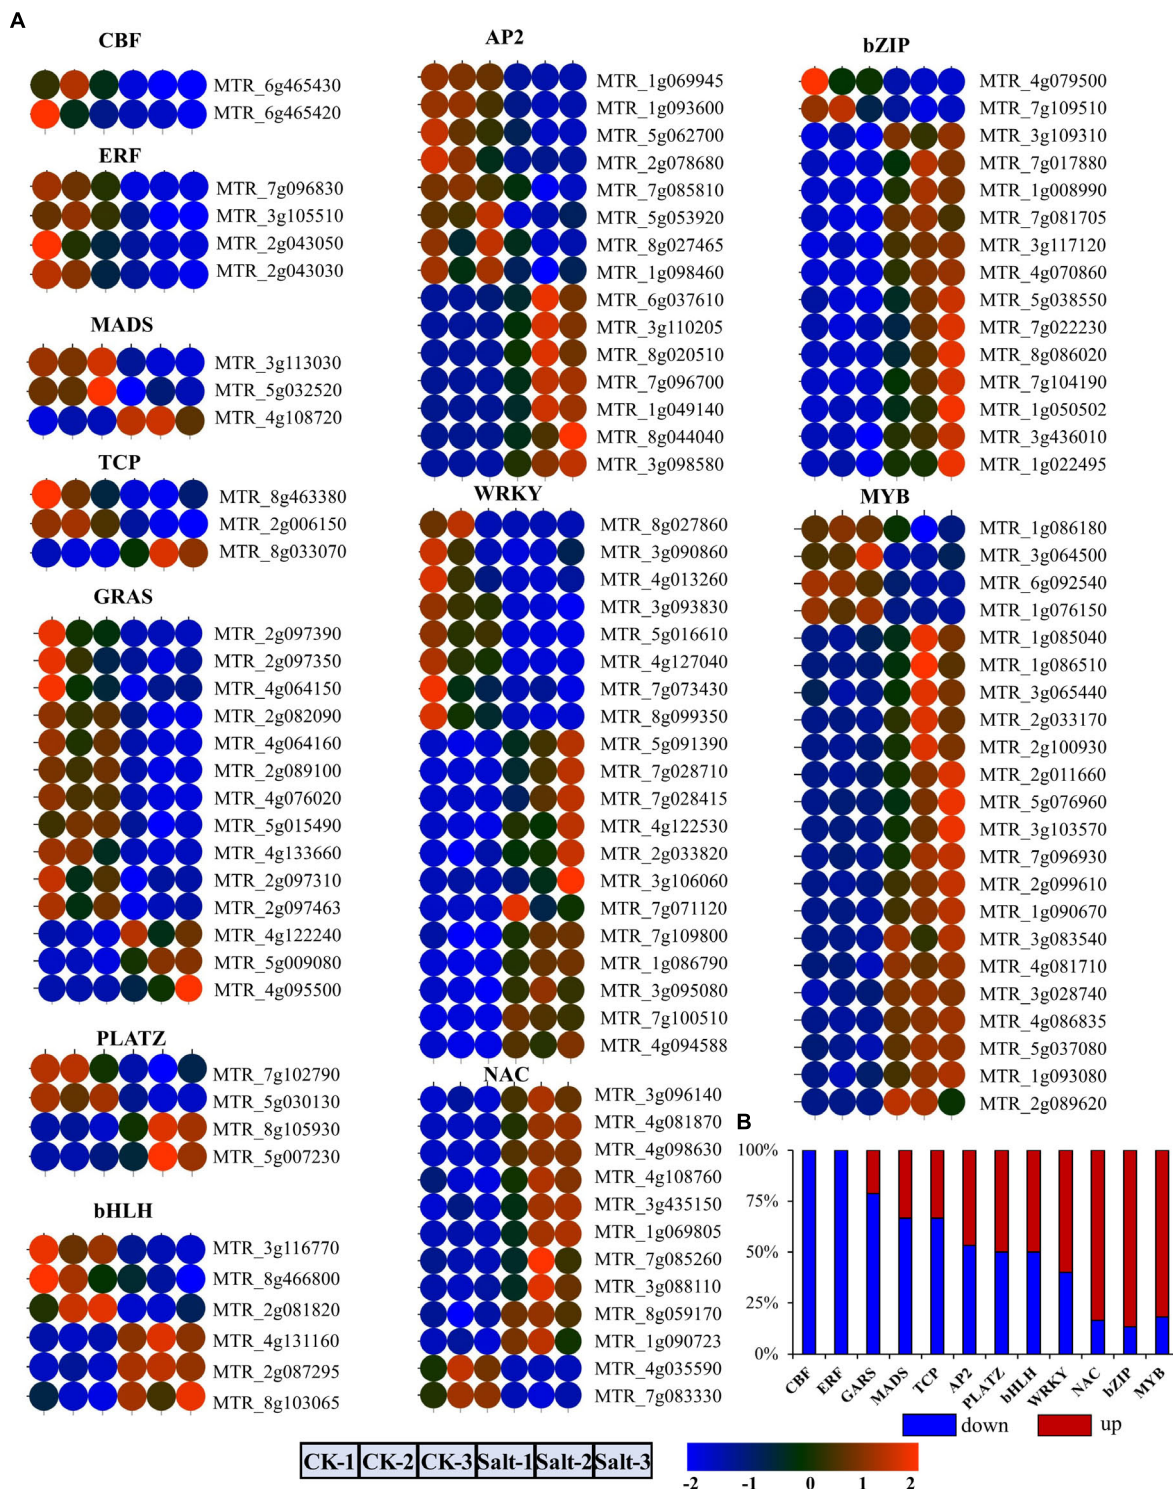 A
CBF
MTR_6g465430
MTR_6g465420
ERF
MTR_7g096830
MTR_3g105510
MTR_2g043050
MTR_2g043030
MADS
MTR_3g113030
MTR_5g032520
MTR_4g108720
TCP
MTR_8g463380
MTR_2g006150
MTR_8g033070
GRAS
MTR_2g097390
MTR_2g097350
MTR_4g064150
MTR_2g082090
MTR_4g064160
MTR_2g089100
MTR_4g076020
MTR_5g015490
MTR_4g133660
MTR_2g097310
MTR_2g097463
MTR_4g122240
MTR_5g009080
MTR_4g095500
PLATZ
MTR_7g102790
MTR_5g030130
MTR_8g105930
MTR_5g007230
bHLH
MTR_3g116770
MTR_8g466800
MTR_2g081820
MTR_4g131160
MTR_2g087295
MTR_8g103065
AP2
MTR_1g069945
MTR_1g093600
MTR_5g062700
MTR_2g078680
MTR_7g085810
MTR_5g053920
MTR_8g027465
MTR_1g098460
MTR_6g037610
MTR_3g110205
MTR_8g020510
MTR_7g096700
MTR_1g049140
MTR_8g044040
MTR_3g098580
WRKY
MTR_8g027860
MTR_3g090860
MTR_4g013260
MTR_3g093830
MTR_5g016610
MTR_4g127040
MTR_7g073430
MTR_8g099350
MTR_5g091390
MTR_7g028710
MTR_7g028415
MTR_4g122530
MTR_2g033820
MTR_3g106060
MTR_7g071120
MTR_7g109800
MTR_1g086790
MTR_3g095080
MTR_7g100510
MTR_4g094588
NAC
MTR_3g096140
MTR_4g081870
MTR_4g098630
MTR_4g108760
MTR_3g435150
MTR_1g069805
MTR_7g085260
MTR_3g088110
MTR_8g059170
MTR_1g090723
MTR_4g035590
MTR_7g083330
bZIP
MTR_4g079500
MTR_7g109510
MTR_3g109310
MTR_7g017880
MTR_1g008990
MTR_7g081705
MTR_3g117120
MTR_4g070860
MTR_5g038550
MTR_7g022230
MTR_8g086020
MTR_7g104190
MTR_1g050502
MTR_3g436010
MTR_1g022495
MYB
MTR_1g086180
MTR_3g064500
MTR_6g092540
MTR_1g076150
MTR_1g085040
MTR_1g086510
MTR_3g065440
MTR_2g033170
MTR_2g100930
MTR_2g011660
MTR_5g076960
MTR_3g103570
MTR_7g096930
MTR_2g099610
MTR_1g090670
MTR_3g083540
MTR_4g081710
MTR_3g028740
MTR_4g086835
MTR_5g037080
MTR_1g093080
MTR_2g089620
B
100%
75%
50%
25%
0%
CBF ERF GARS MADS TCP AP2 PLATZ bHLH WRKY NAC bZIP MYB
down up
CK-1 CK-2 CK-3 Salt-1 Salt-2 Salt-3
-2 -1 0 1 2